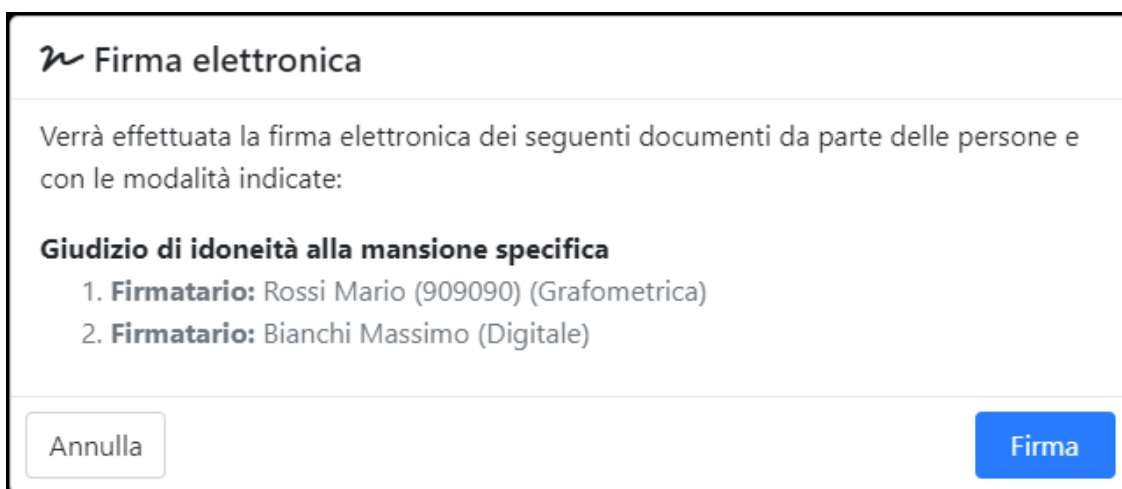 Firma elettronica
Verrà effettuata la firma elettronica dei seguenti documenti da parte delle persone e
con le modalità indicate:
Giudizio di idoneità alla mansione specifica
1. Firmatario: Rossi Mario (909090) (Grafometrica)
2. Firmatario: Bianchi Massimo (Digitale)
Annulla
Firma